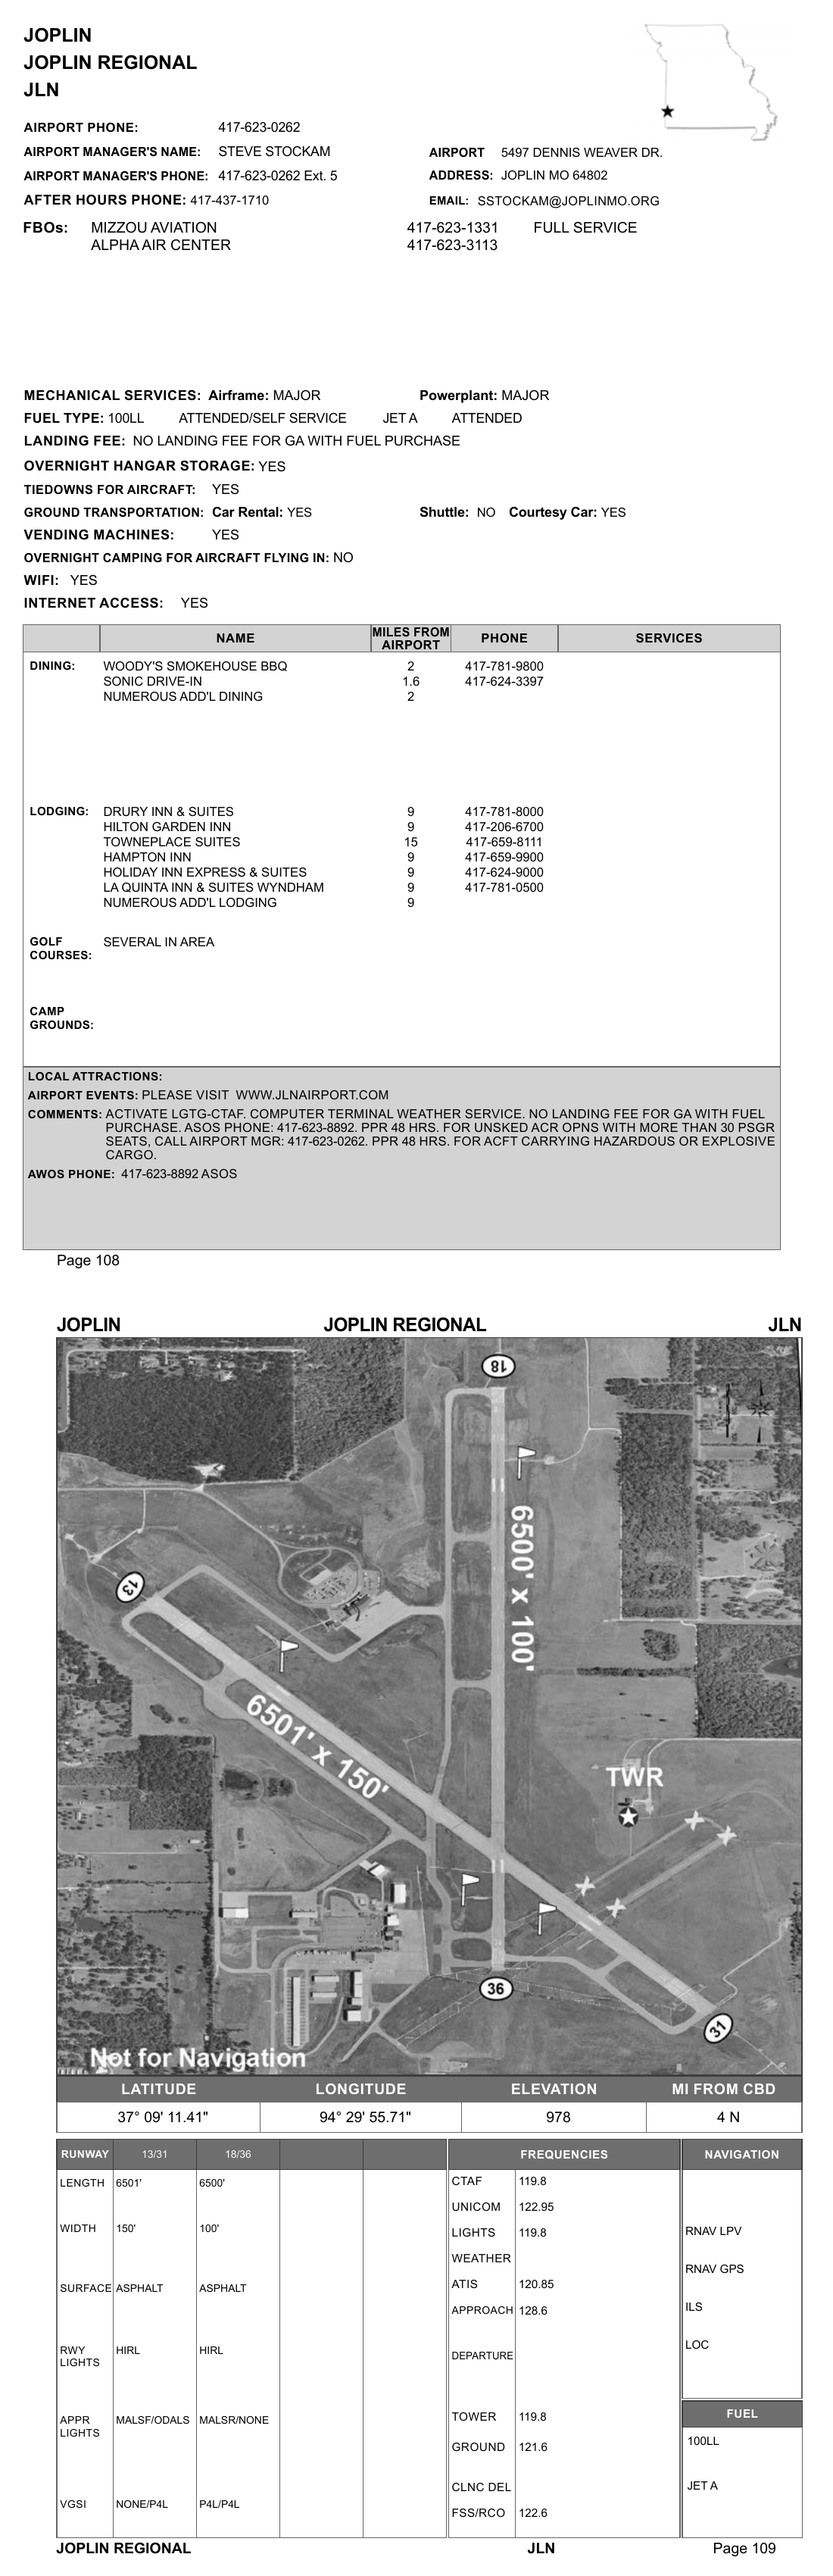 JOPLIN
JOPLIN REGIONAL
JLN
AIRPORT PHONE: 417-623-0262
AIRPORT MANAGER'S NAME: STEVE STOCKAM
AIRPORT 5497 DENNIS WEAVER DR.
AIRPORT MANAGER'S PHONE: 417-623-0262 Ext. 5
ADDRESS: JOPLIN MO 64802
AFTER HOURS PHONE: 417-437-1710
EMAIL: SSTOCKAM@JOPLINMO.ORG
FBOs: MIZZOU AVIATION 417-623-1331 FULL SERVICE
ALPHA AIR CENTER 417-623-3113
MECHANICAL SERVICES: Airframe: MAJOR Powerplant: MAJOR
FUEL TYPE: 100LL ATTENDED/SELF SERVICE JET A ATTENDED
LANDING FEE: NO LANDING FEE FOR GA WITH FUEL PURCHASE
OVERNIGHT HANGAR STORAGE: YES
TIEDOWNS FOR AIRCRAFT: YES
GROUND TRANSPORTATION: Car Rental: YES Shuttle: NO Courtesy Car: YES
VENDING MACHINES: YES
OVERNIGHT CAMPING FOR AIRCRAFT FLYING IN: NO
WIFI: YES
INTERNET ACCESS: YES
NAME MILES FROM AIRPORT PHONE SERVICES
DINING: WOODY'S SMOKEHOUSE BBQ 2 417-781-9800
SONIC DRIVE-IN 1.6 417-624-3397
NUMEROUS ADD'L DINING 2
LODGING: DRURY INN & SUITES 9 417-781-8000
HILTON GARDEN INN 9 417-206-6700
TOWNEPLACE SUITES 15 417-659-8111
HAMPTON INN 9 417-659-9900
HOLIDAY INN EXPRESS & SUITES 9 417-624-9000
LA QUINTA INN & SUITES WYNDHAM 9 417-781-0500
NUMEROUS ADD'L LODGING 9
GOLF COURSES: SEVERAL IN AREA
CAMP GROUNDS:
LOCAL ATTRACTIONS:
AIRPORT EVENTS: PLEASE VISIT WWW.JLNAIRPORT.COM
COMMENTS: ACTIVATE LGTG-CTAF. COMPUTER TERMINAL WEATHER SERVICE. NO LANDING FEE FOR GA WITH FUEL
PURCHASE. ASOS PHONE: 417-623-8892. PPR 48 HRS. FOR UNSKED ACR OPNS WITH MORE THAN 30 PSGR
SEATS, CALL AIRPORT MGR: 417-623-0262. PPR 48 HRS. FOR ACFT CARRYING HAZARDOUS OR EXPLOSIVE
CARGO.
AWOS PHONE: 417-623-8892 ASOS
Page 108
JOPLIN JOPLIN REGIONAL JLN
18
6500' x 100'
13
6501' x 150'
TWR
36
31
Not for Navigation
LATITUDE LONGITUDE ELEVATION MI FROM CBD
37° 09' 11.41" 94° 29' 55.71" 978 4 N
RUNWAY 13/31 18/36
LENGTH 6501' 6500'
WIDTH 150' 100'
SURFACE ASPHALT ASPHALT
RWY LIGHTS HIRL HIRL
APPR LIGHTS MALSF/ODALS MALSR/NONE
VGSI NONE/P4L P4L/P4L
FREQUENCIES
CTAF 119.8
UNICOM 122.95
LIGHTS 119.8
WEATHER
ATIS 120.85
APPROACH 128.6
DEPARTURE
TOWER 119.8
GROUND 121.6
CLNC DEL
FSS/RCO 122.6
NAVIGATION
RNAV LPV
RNAV GPS
ILS
LOC
FUEL
100LL
JET A
JOPLIN REGIONAL JLN Page 109